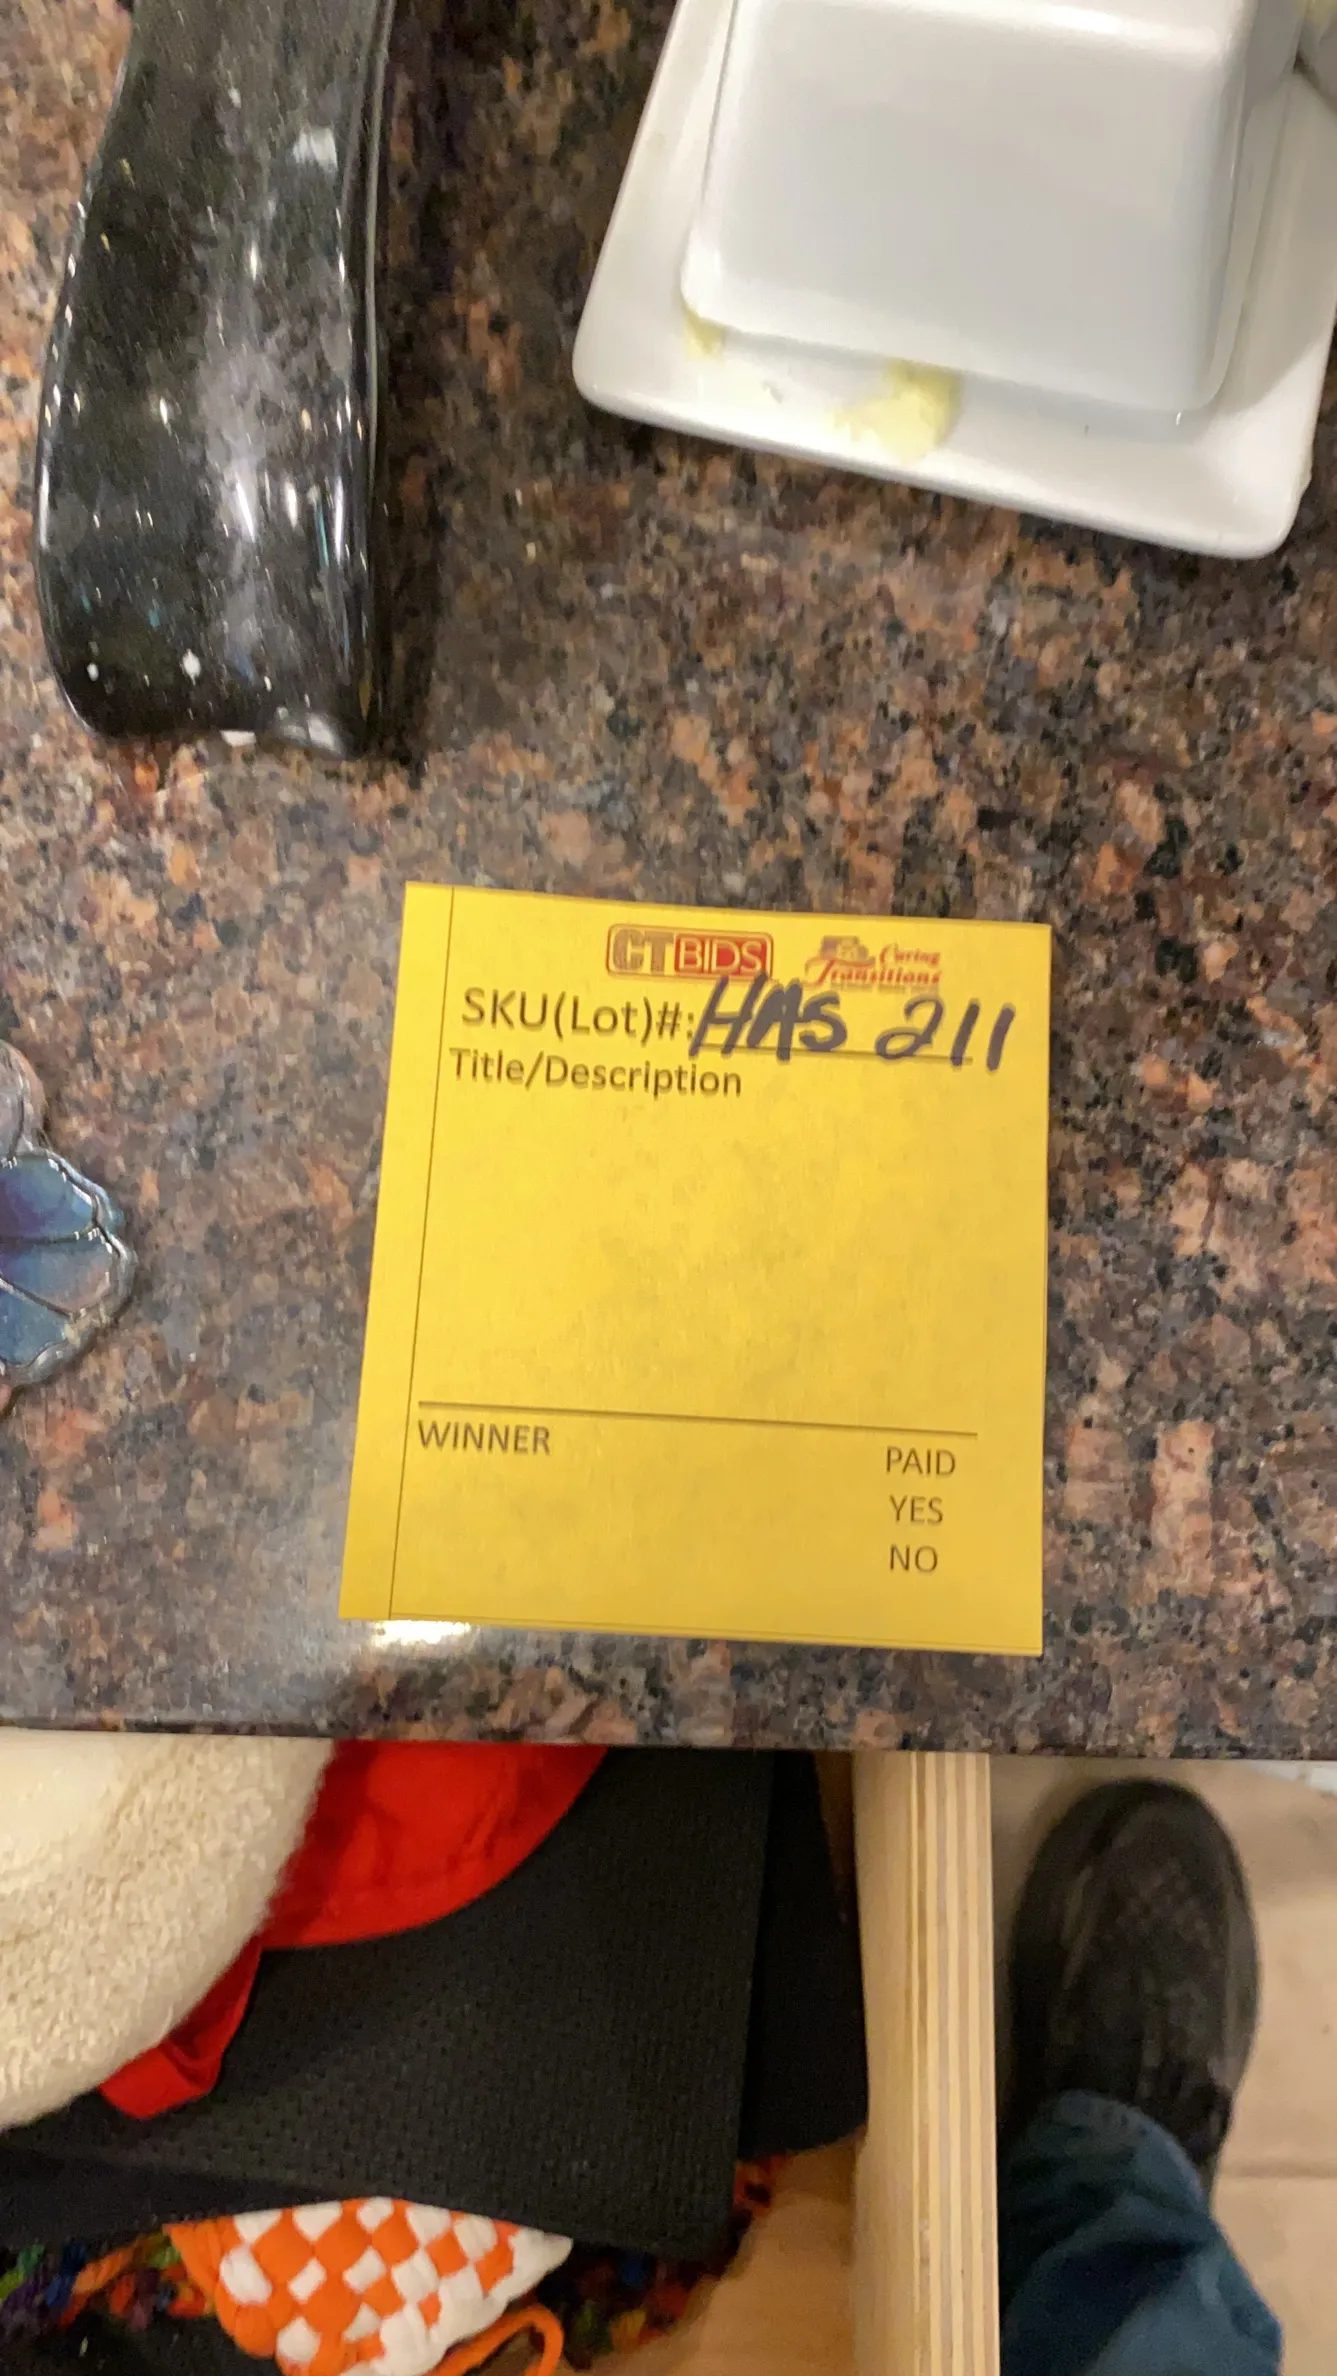 CTBIDS Caring Transitions
SKU(Lot)#: HAS 211
Title/Description
WINNER PAID
YES
NO